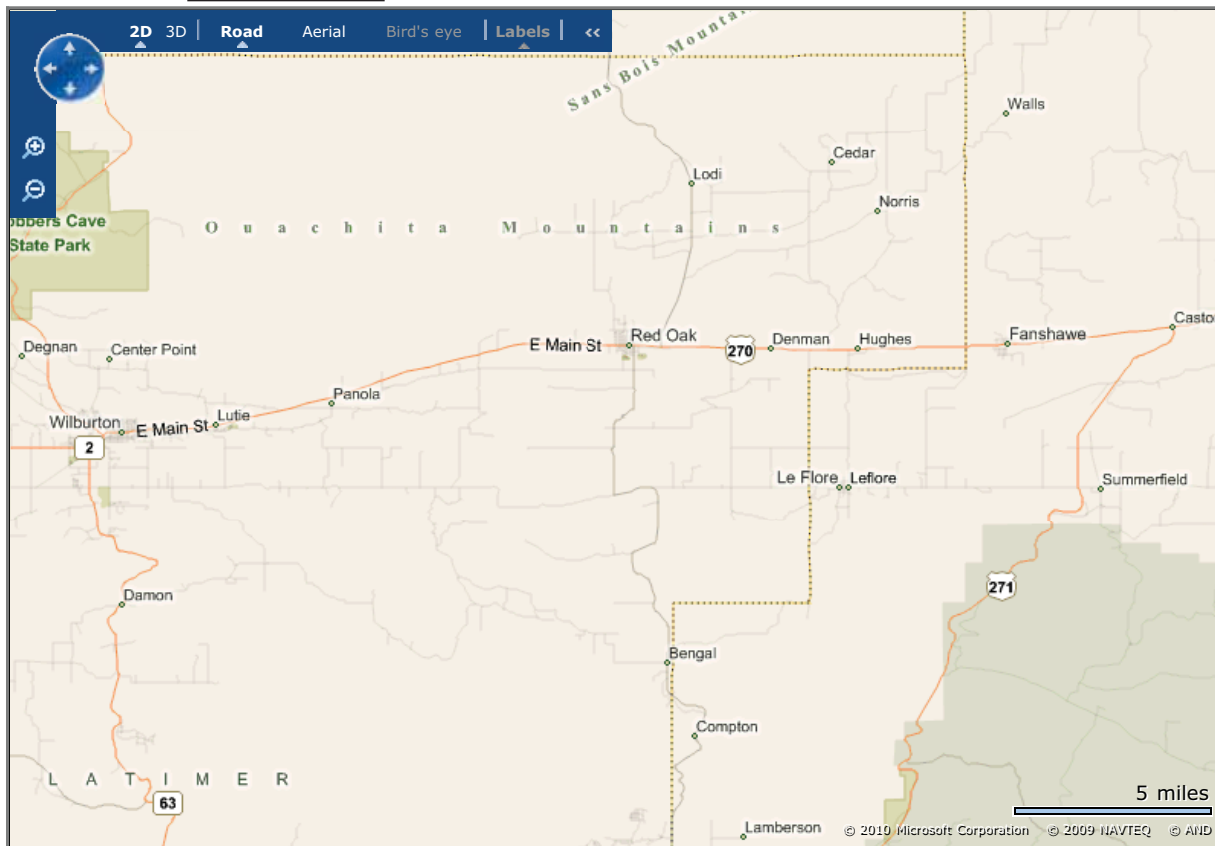 2D 3D | Road Aerial Bird's eye | Labels | <<
Sans Bois Mountai
Walls
Cedar
Lodi
Norris
obbers Cave
State Park
Ouachita Mountains
Casto
Red Oak
Fanshawe
E Main St
270
Denman
Hughes
Degnan
Center Point
Panola
Wilburton
E Main St
Lutie
2
Le Flore
Leflore
Summerfield
271
Damon
Bengal
Compton
LATIMER
63
5 miles
Lamberson
© 2010 Microsoft Corporation © 2009 NAVTEQ © AND